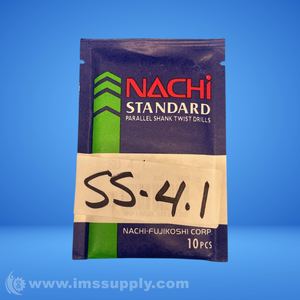 NACHi
STANDARD
PARALLEL SHANK TWIST DRILLS
SS-4.1
NACHI-FUJIKOSHI CORP.
10 PCS
© www.imssupply.com